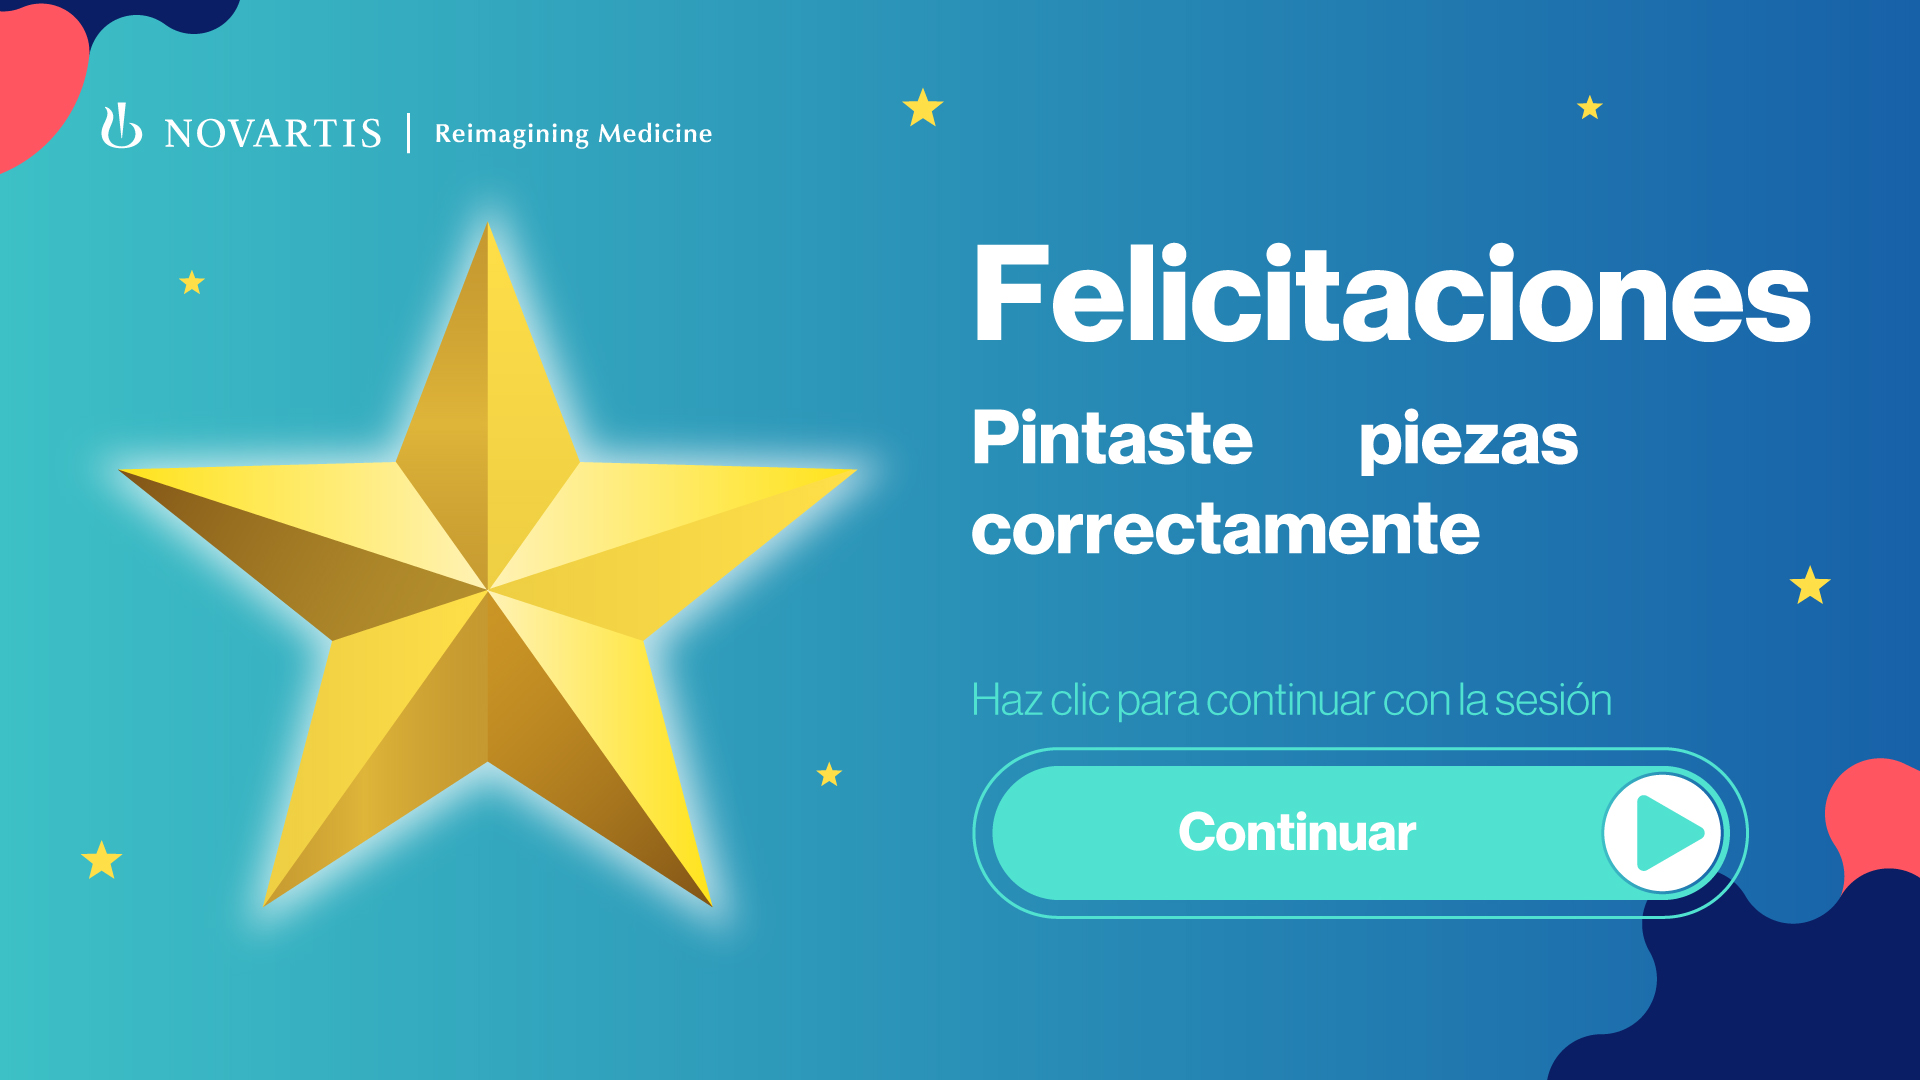 NOVARTIS | Reimagining Medicine
Felicitaciones
Pintaste piezas
correctamente
Haz clic para continuar con la sesión
Continuar